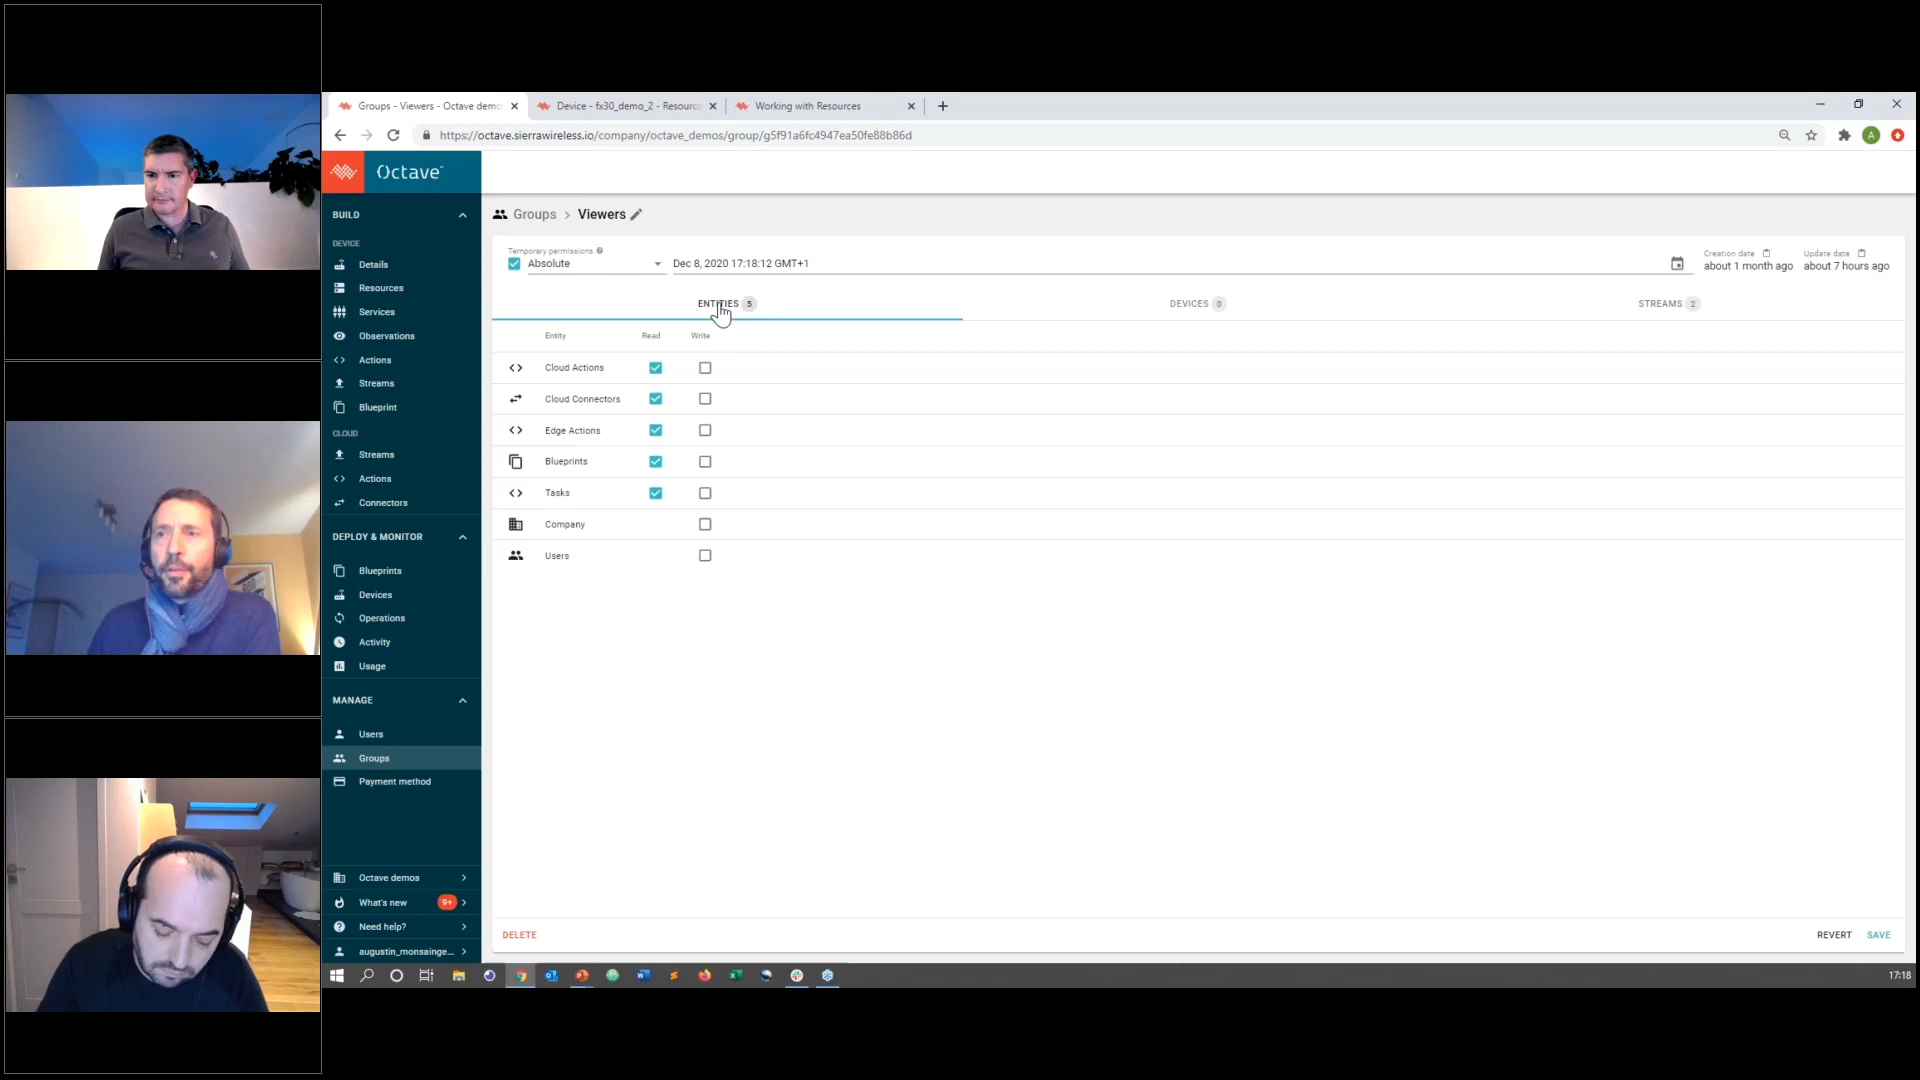 Groups - Viewers - Octave demo
Device - fx30_demo_2 - Resource
Working with Resources
https://octave.sierrawireless.io/company/octave_demos/group/g5f91a6fc4947ea50fe88b86d
A
Octave
BUILD
DEVICE
Details
Resources
Services
Observations
Actions
Streams
Blueprint
CLOUD
Streams
Actions
Connectors
DEPLOY & MONITOR
Blueprints
Devices
Operations
Activity
Usage
MANAGE
Users
Groups
Payment method
Octave demos
What's new 9+
Need help?
augustin_monsainge...
Groups > Viewers
Temporary permissions
Absolute
Dec 8, 2020 17:18:12 GMT+1
Creation date
about 1 month ago
Update date
about 7 hours ago
ENTITIES 5
DEVICES 0
STREAMS 2
Entity Read Write
Cloud Actions
Cloud Connectors
Edge Actions
Blueprints
Tasks
Company
Users
DELETE
REVERT
SAVE
17:18